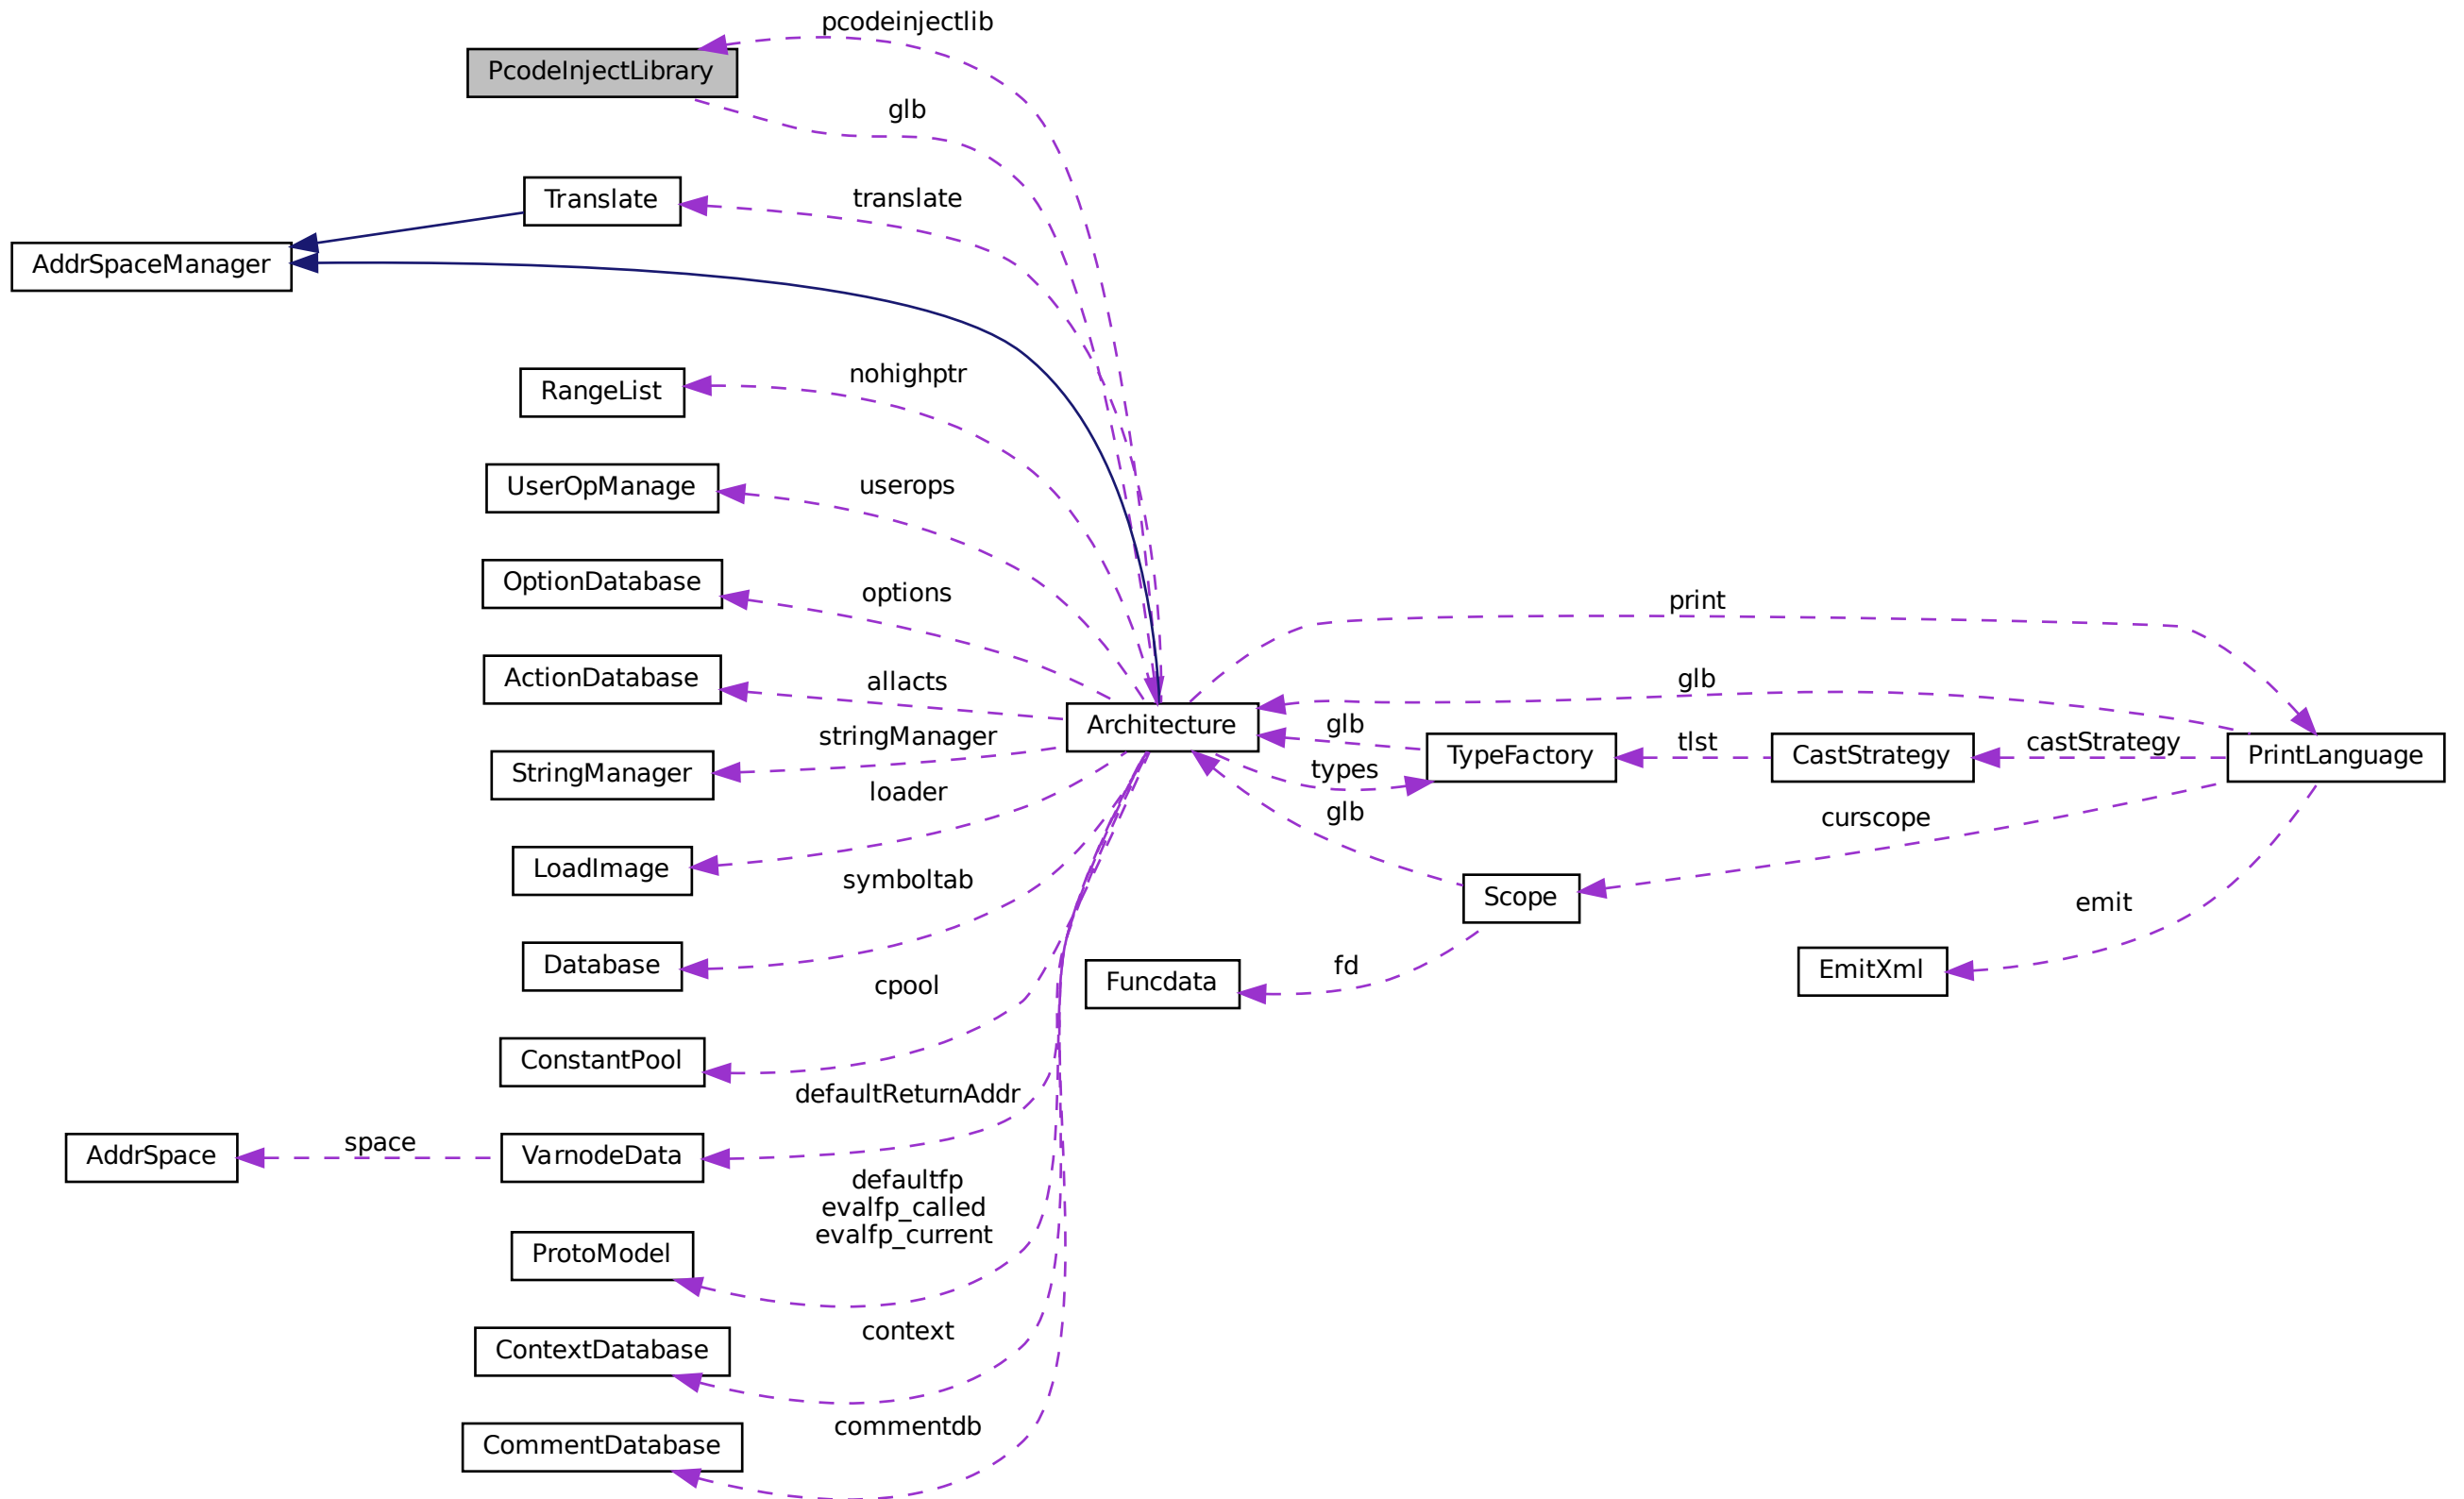 pcodeinjectlib
PcodeInjectLibrary
glb
Translate
translate
AddrSpaceManager
nohighptr
RangeList
userops
UserOpManage
options
OptionDatabase
print
allacts
ActionDatabase
glb
Architecture
glb
stringManager
tlst
castStrategy
TypeFactory
CastStrategy
PrintLanguage
types
StringManager
loader
glb
curscope
LoadImage
symboltab
Scope
emit
Database
fd
EmitXml
Funcdata
cpool
ConstantPool
defaultReturnAddr
space
AddrSpace
VarnodeData
defaultfp
evalfp_called
evalfp_current
ProtoModel
context
ContextDatabase
commentdb
CommentDatabase